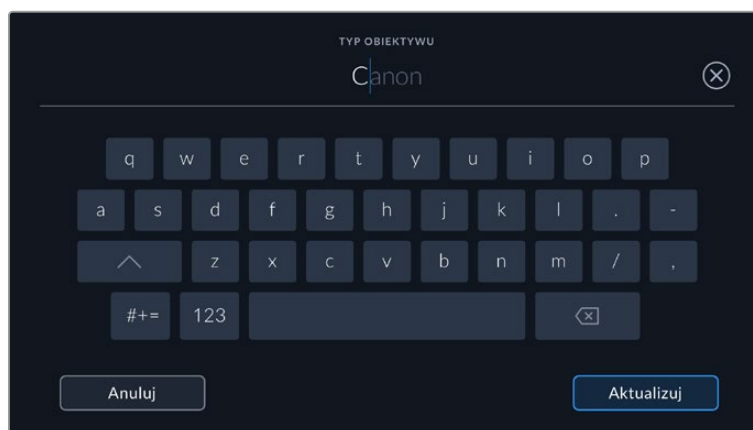 TYP OBIEKTYWU
Canon
q w e r t y u i o p
a s d f g h j k l . -
z x c v b n m / ,
#+= 123
Anuluj Aktualizuj